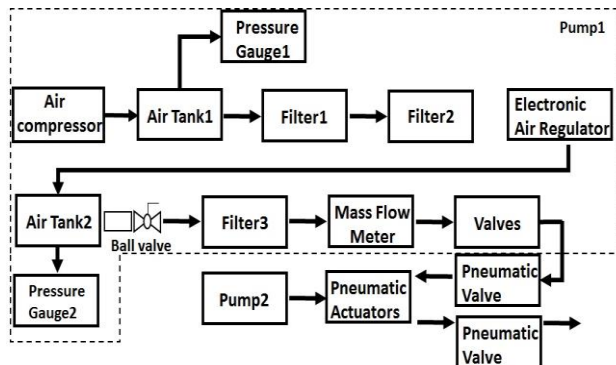 Pressure
Gauge1
Pump1
Air
compressor
Air Tank1
Filter1
Filter2
Electronic
Air Regulator
Air Tank2
Ball valve
Filter3
Mass Flow
Meter
Valves
Pressure
Gauge2
Pump2
Pneumatic
Actuators
Pneumatic
Valve
Pneumatic
Valve